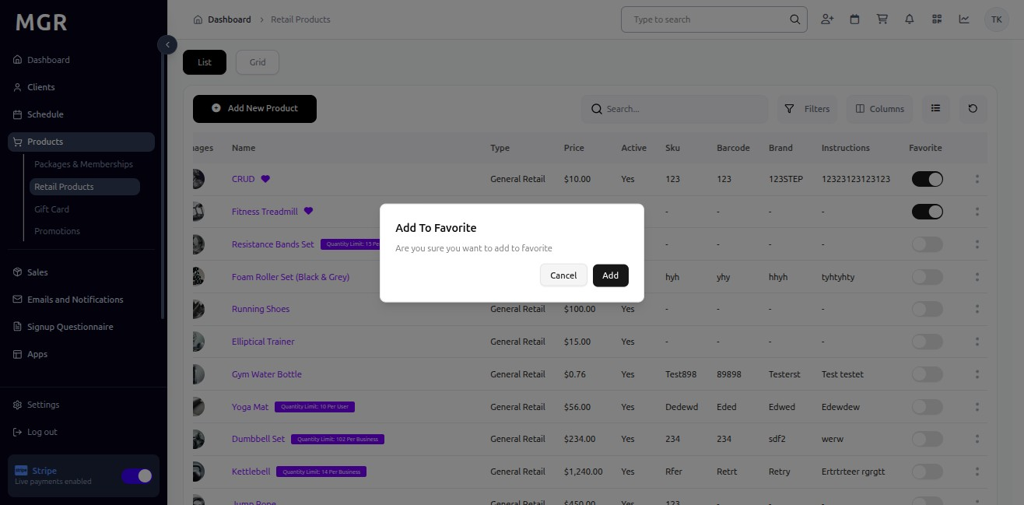 MGR
Dashboard
Clients
Schedule
Products
Packages & Memberships
Retail Products
Gift Card
Promotions
Sales
Emails and Notifications
Signup Questionnaire
Apps
Settings
Log out
Stripe
Live payments enabled
Dashboard > Retail Products
Type to search
TK
List Grid
Add New Product
Search...
Filters
Columns
ages Name Type Price Active Sku Barcode Brand Instructions Favorite
CRUD General Retail $10.00 Yes 123 123 123STEP 12323123123123
Fitness Treadmill - - -
Resistance Bands Set Quantity Limit: 13 Pe - - -
Foam Roller Set (Black & Grey) hyh yhy hhyh tyhtyhty
Running Shoes General Retail $100.00 Yes - - - -
Elliptical Trainer General Retail $15.00 Yes - - - -
Gym Water Bottle General Retail $0.76 Yes Test898 89898 Testerst Test testet
Yoga Mat Quantity Limit: 10 Per User General Retail $56.00 Yes Dedewd Eded Edwed Edewdew
Dumbbell Set Quantity Limit: 102 Per Business General Retail $234.00 Yes 234 234 sdf2 werw
Kettlebell Quantity Limit: 14 Per Business General Retail $1,240.00 Yes Rfer Retrt Retry Ertrtrteer rgrgtt
Jump Rope General Retail $450.00 Yes 123 - - -
Add To Favorite
Are you sure you want to add to favorite
Cancel Add